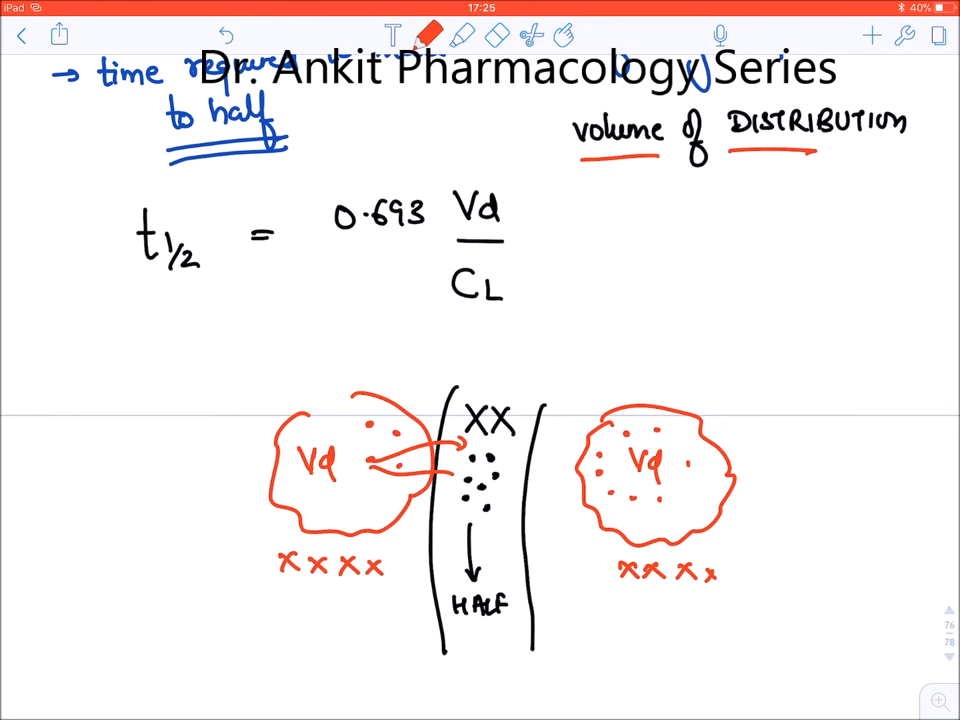 iPad 17:25 40%
Dr. Ankit Pharmacology Series
→ time
to half
volume of DISTRIBUTION
t1/2 = 0.693 Vd
CL
XX
Vd
Vd
x x x x
x x x x
HALF
76
78